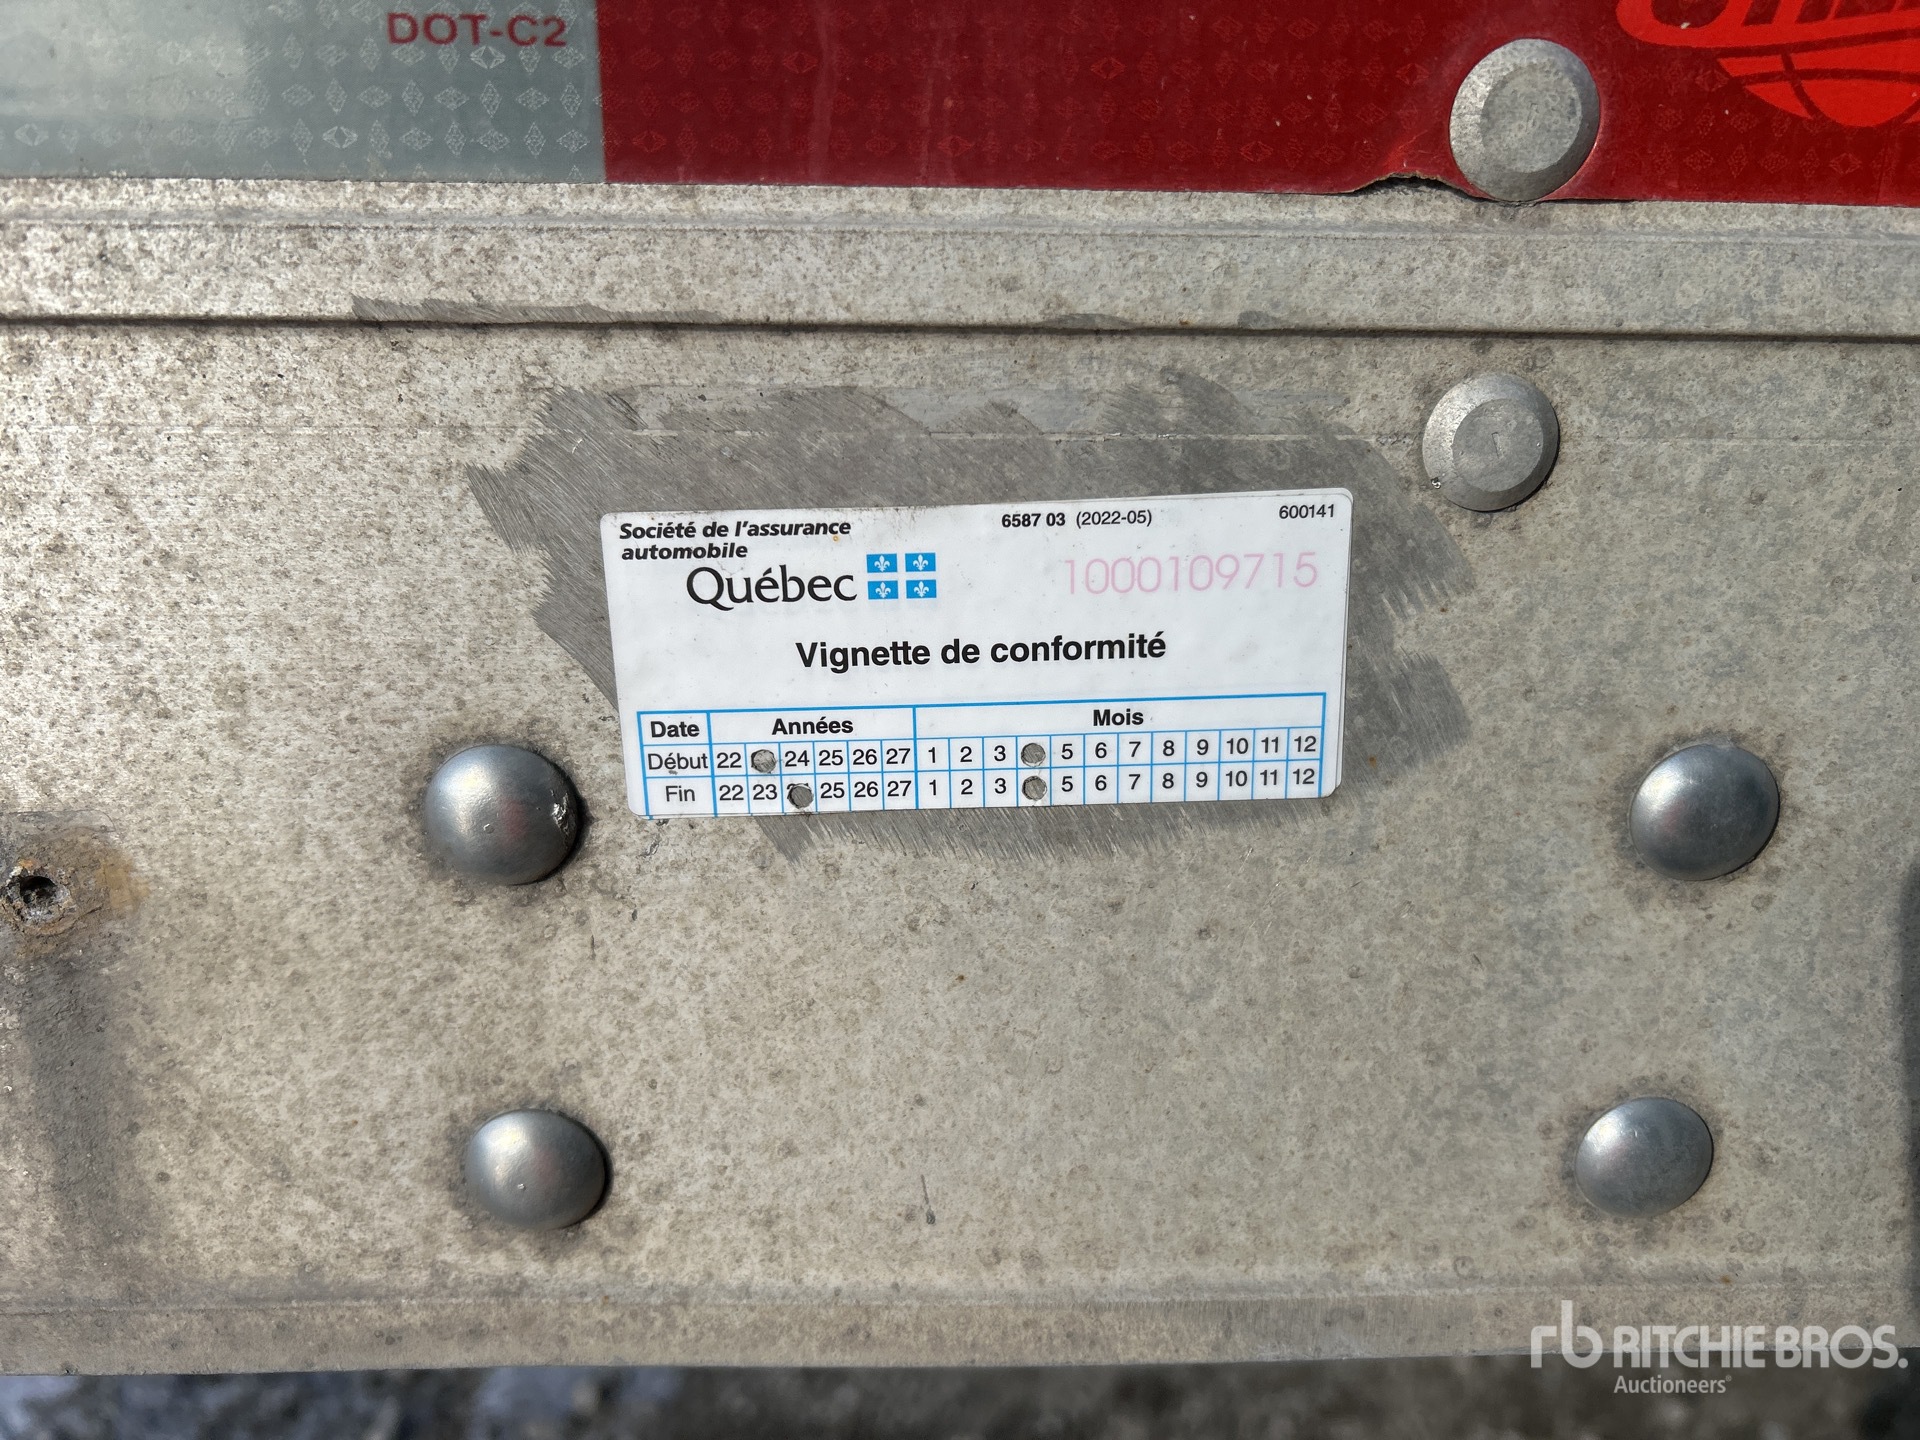 DOT-C2
Société de l'assurance
automobile
Québec
6587 03 (2022-05)
600141
1000109715
Vignette de conformité
Date Années Mois
Début 22 24 25 26 27 1 2 3 5 6 7 8 9 10 11 12
Fin 22 23 25 26 27 1 2 3 5 6 7 8 9 10 11 12
rb RITCHIE BROS.
Auctioneers